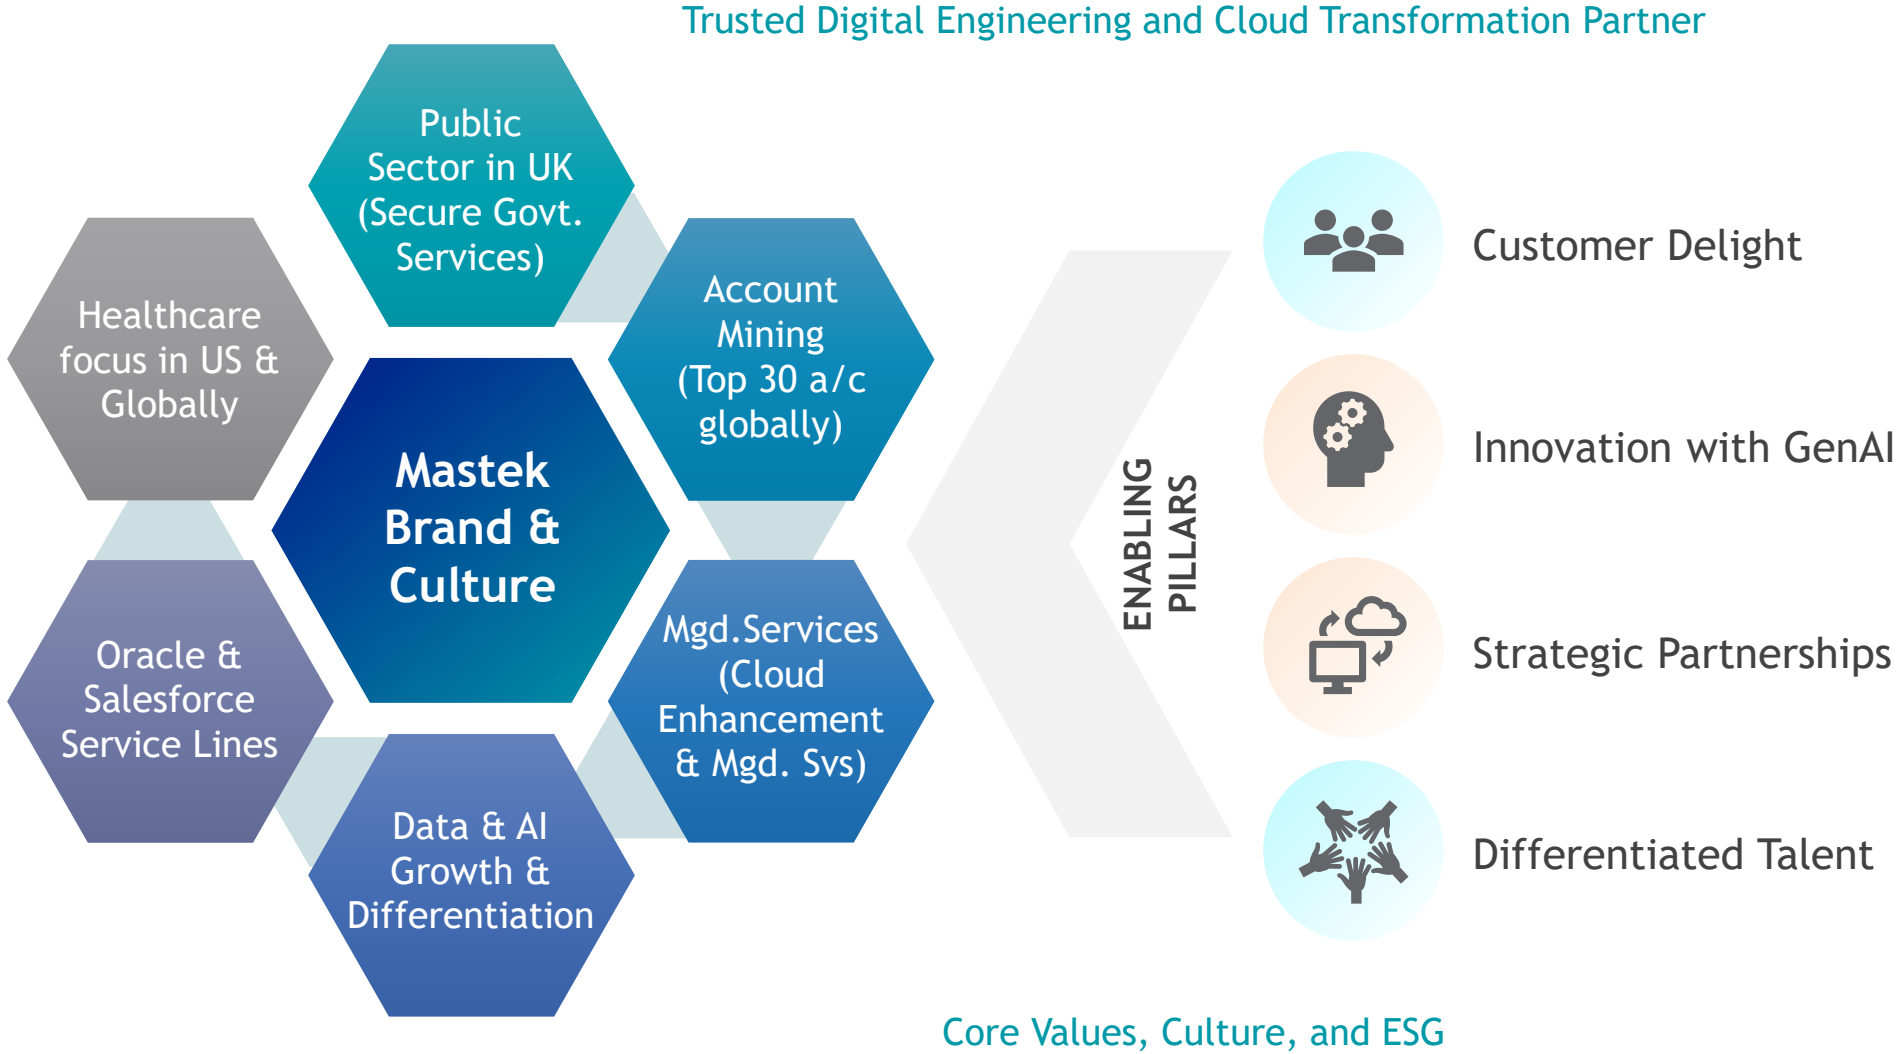 Trusted Digital Engineering and Cloud Transformation Partner
Public
Sector in UK
(Secure Govt.
Services)
Account
Mining
(Top 30 a/c
globally)
Mgd.Services
(Cloud
Enhancement
& Mgd. Svs)
Data & AI
Growth &
Differentiation
Oracle &
Salesforce
Service Lines
Healthcare
focus in US &
Globally
Mastek
Brand &
Culture
ENABLING
PILLARS
Customer Delight
Innovation with GenAI
Strategic Partnerships
Differentiated Talent
Core Values, Culture, and ESG